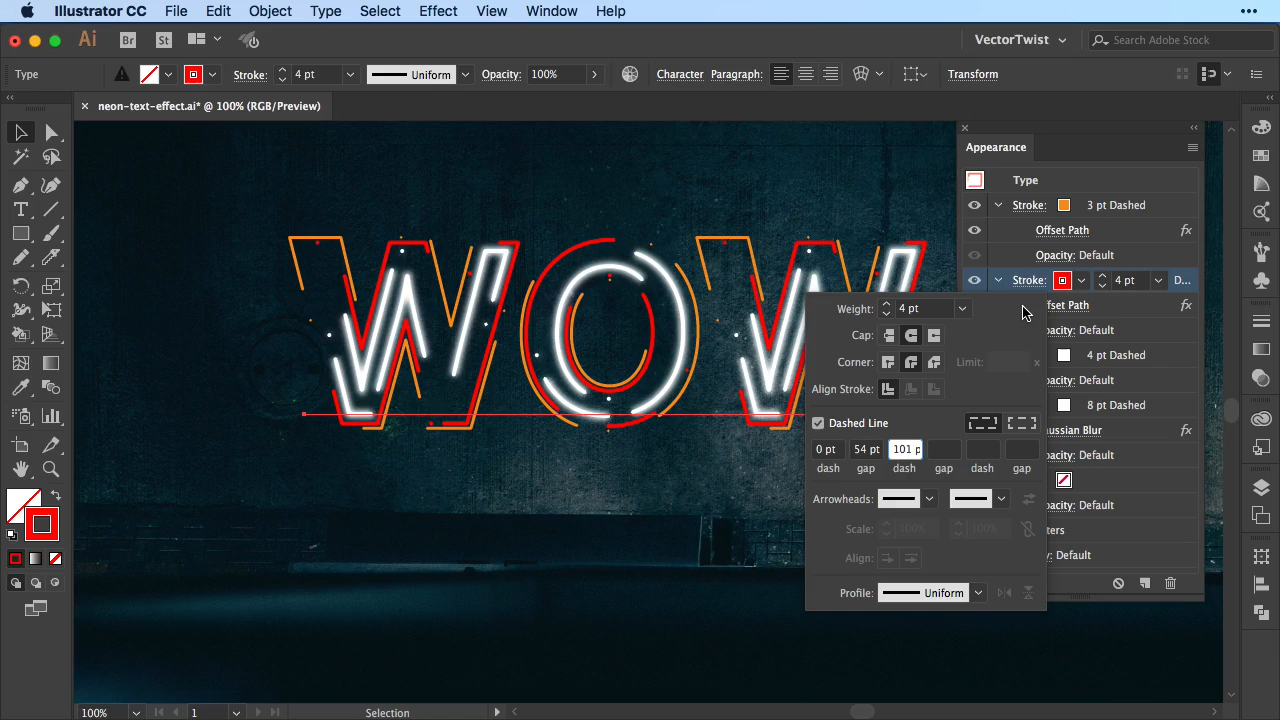 Illustrator CC File Edit Object Type Select Effect View Window Help
Ai Br St VectorTwist Search Adobe Stock
Type Stroke: 4 pt Uniform Opacity: 100% Character Paragraph: Transform
neon-text-effect.ai* @ 100% (RGB/Preview)
Appearance
Type
Stroke: 3 pt Dashed
Offset Path fx
Opacity: Default
Stroke: 4 pt D...
WOW
Weight: 4 pt
ffset Path fx
Cap:
pacity: Default
Corner: Limit: x
4 pt Dashed
Align Stroke:
pacity: Default
8 pt Dashed
Dashed Line
ussian Blur fx
0 pt 54 pt 101 p
pacity: Default
dash gap dash gap dash gap
Arrowheads:
pacity: Default
Scale: 100% 100%
ters
Align:
y: Default
Profile: Uniform
100% 1 Selection